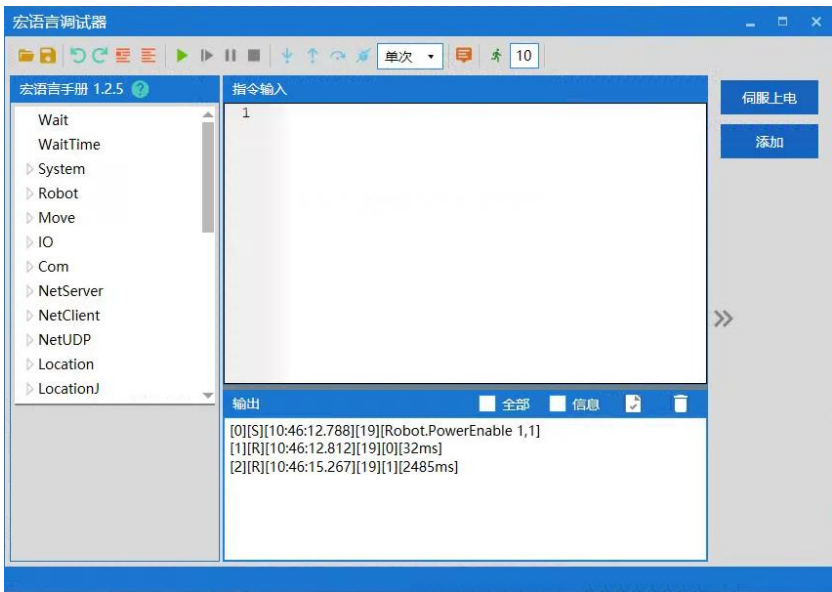 宏语言调试器
单次
10
宏语言手册 1.2.5
Wait
WaitTime
System
Robot
Move
IO
Com
NetServer
NetClient
NetUDP
Location
LocationJ
指令输入
1
输出
全部
信息
[0][S][10:46:12.788][19][Robot.PowerEnable 1,1]
[1][R][10:46:12.812][19][0][32ms]
[2][R][10:46:15.267][19][1][2485ms]
伺服上电
添加